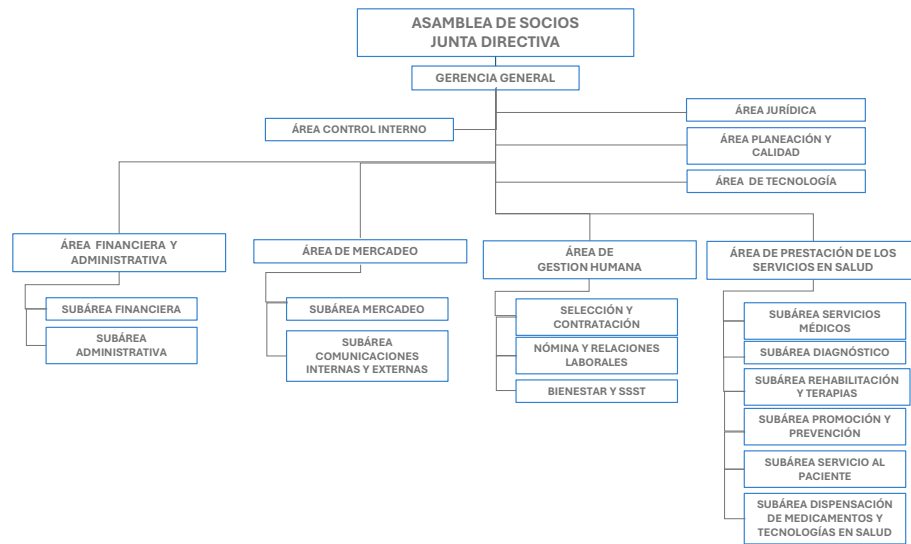 ASAMBLEA DE SOCIOS
JUNTA DIRECTIVA
GERENCIA GENERAL
ÁREA JURÍDICA
ÁREA CONTROL INTERNO
ÁREA PLANEACIÓN Y
CALIDAD
ÁREA DE TECNOLOGÍA
ÁREA FINANCIERA Y
ADMINISTRATIVA
ÁREA DE MERCADEO
ÁREA DE
GESTION HUMANA
ÁREA DE PRESTACIÓN DE LOS
SERVICIOS EN SALUD
SUBÁREA FINANCIERA
SUBÁREA
ADMINISTRATIVA
SUBÁREA MERCADEO
SUBÁREA
COMUNICACIONES
INTERNAS Y EXTERNAS
SELECCIÓN Y
CONTRATACIÓN
NÓMINA Y RELACIONES
LABORALES
BIENESTAR Y SSST
SUBÁREA SERVICIOS
MÉDICOS
SUBÁREA DIAGNÓSTICO
SUBÁREA REHABILITACIÓN
Y TERAPIAS
SUBÁREA PROMOCIÓN Y
PREVENCIÓN
SUBÁREA SERVICIO AL
PACIENTE
SUBÁREA DISPENSACIÓN
DE MEDICAMENTOS Y
TECNOLOGÍAS EN SALUD